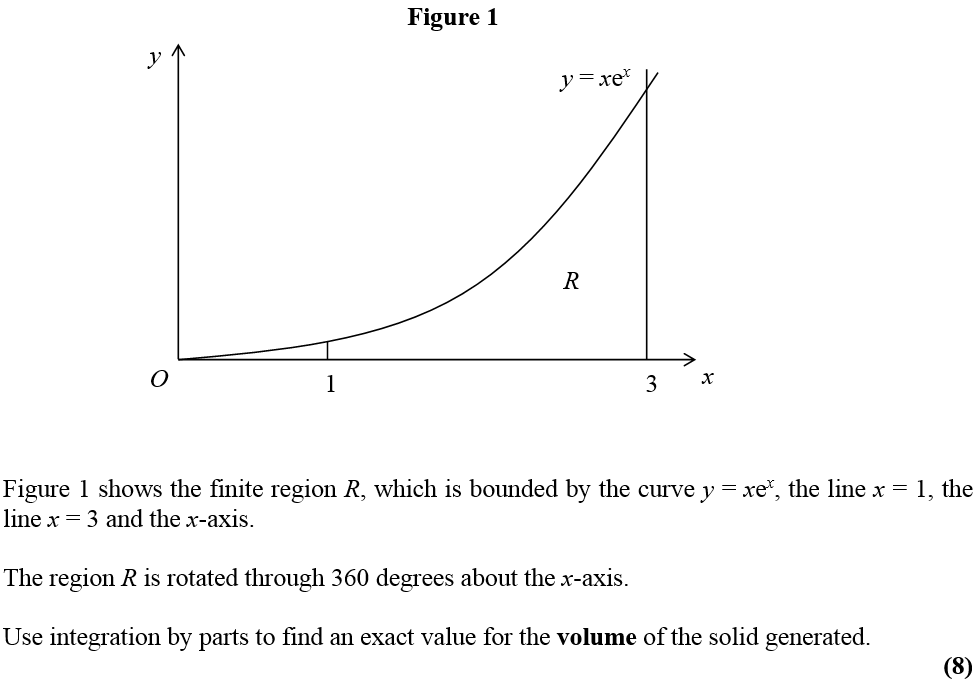 Figure 1
y
y = xeˣ
R
O
1
3
x
Figure 1 shows the finite region R, which is bounded by the curve y = xeˣ, the line x = 1, the
line x = 3 and the x-axis.
The region R is rotated through 360 degrees about the x-axis.
Use integration by parts to find an exact value for the volume of the solid generated.
(8)